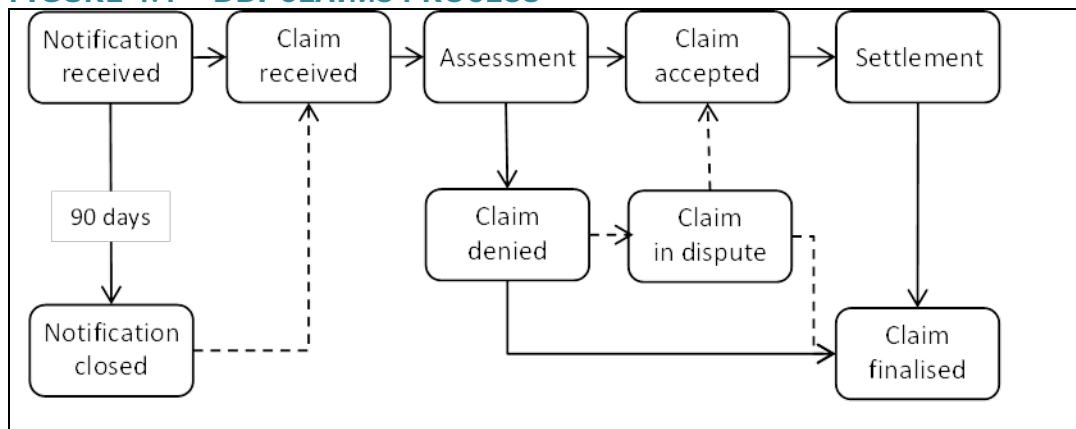 Notification
received
Claim
received
Assessment
Claim
accepted
Settlement
90 days
Claim
denied
Claim
in dispute
Notification
closed
Claim
finalised